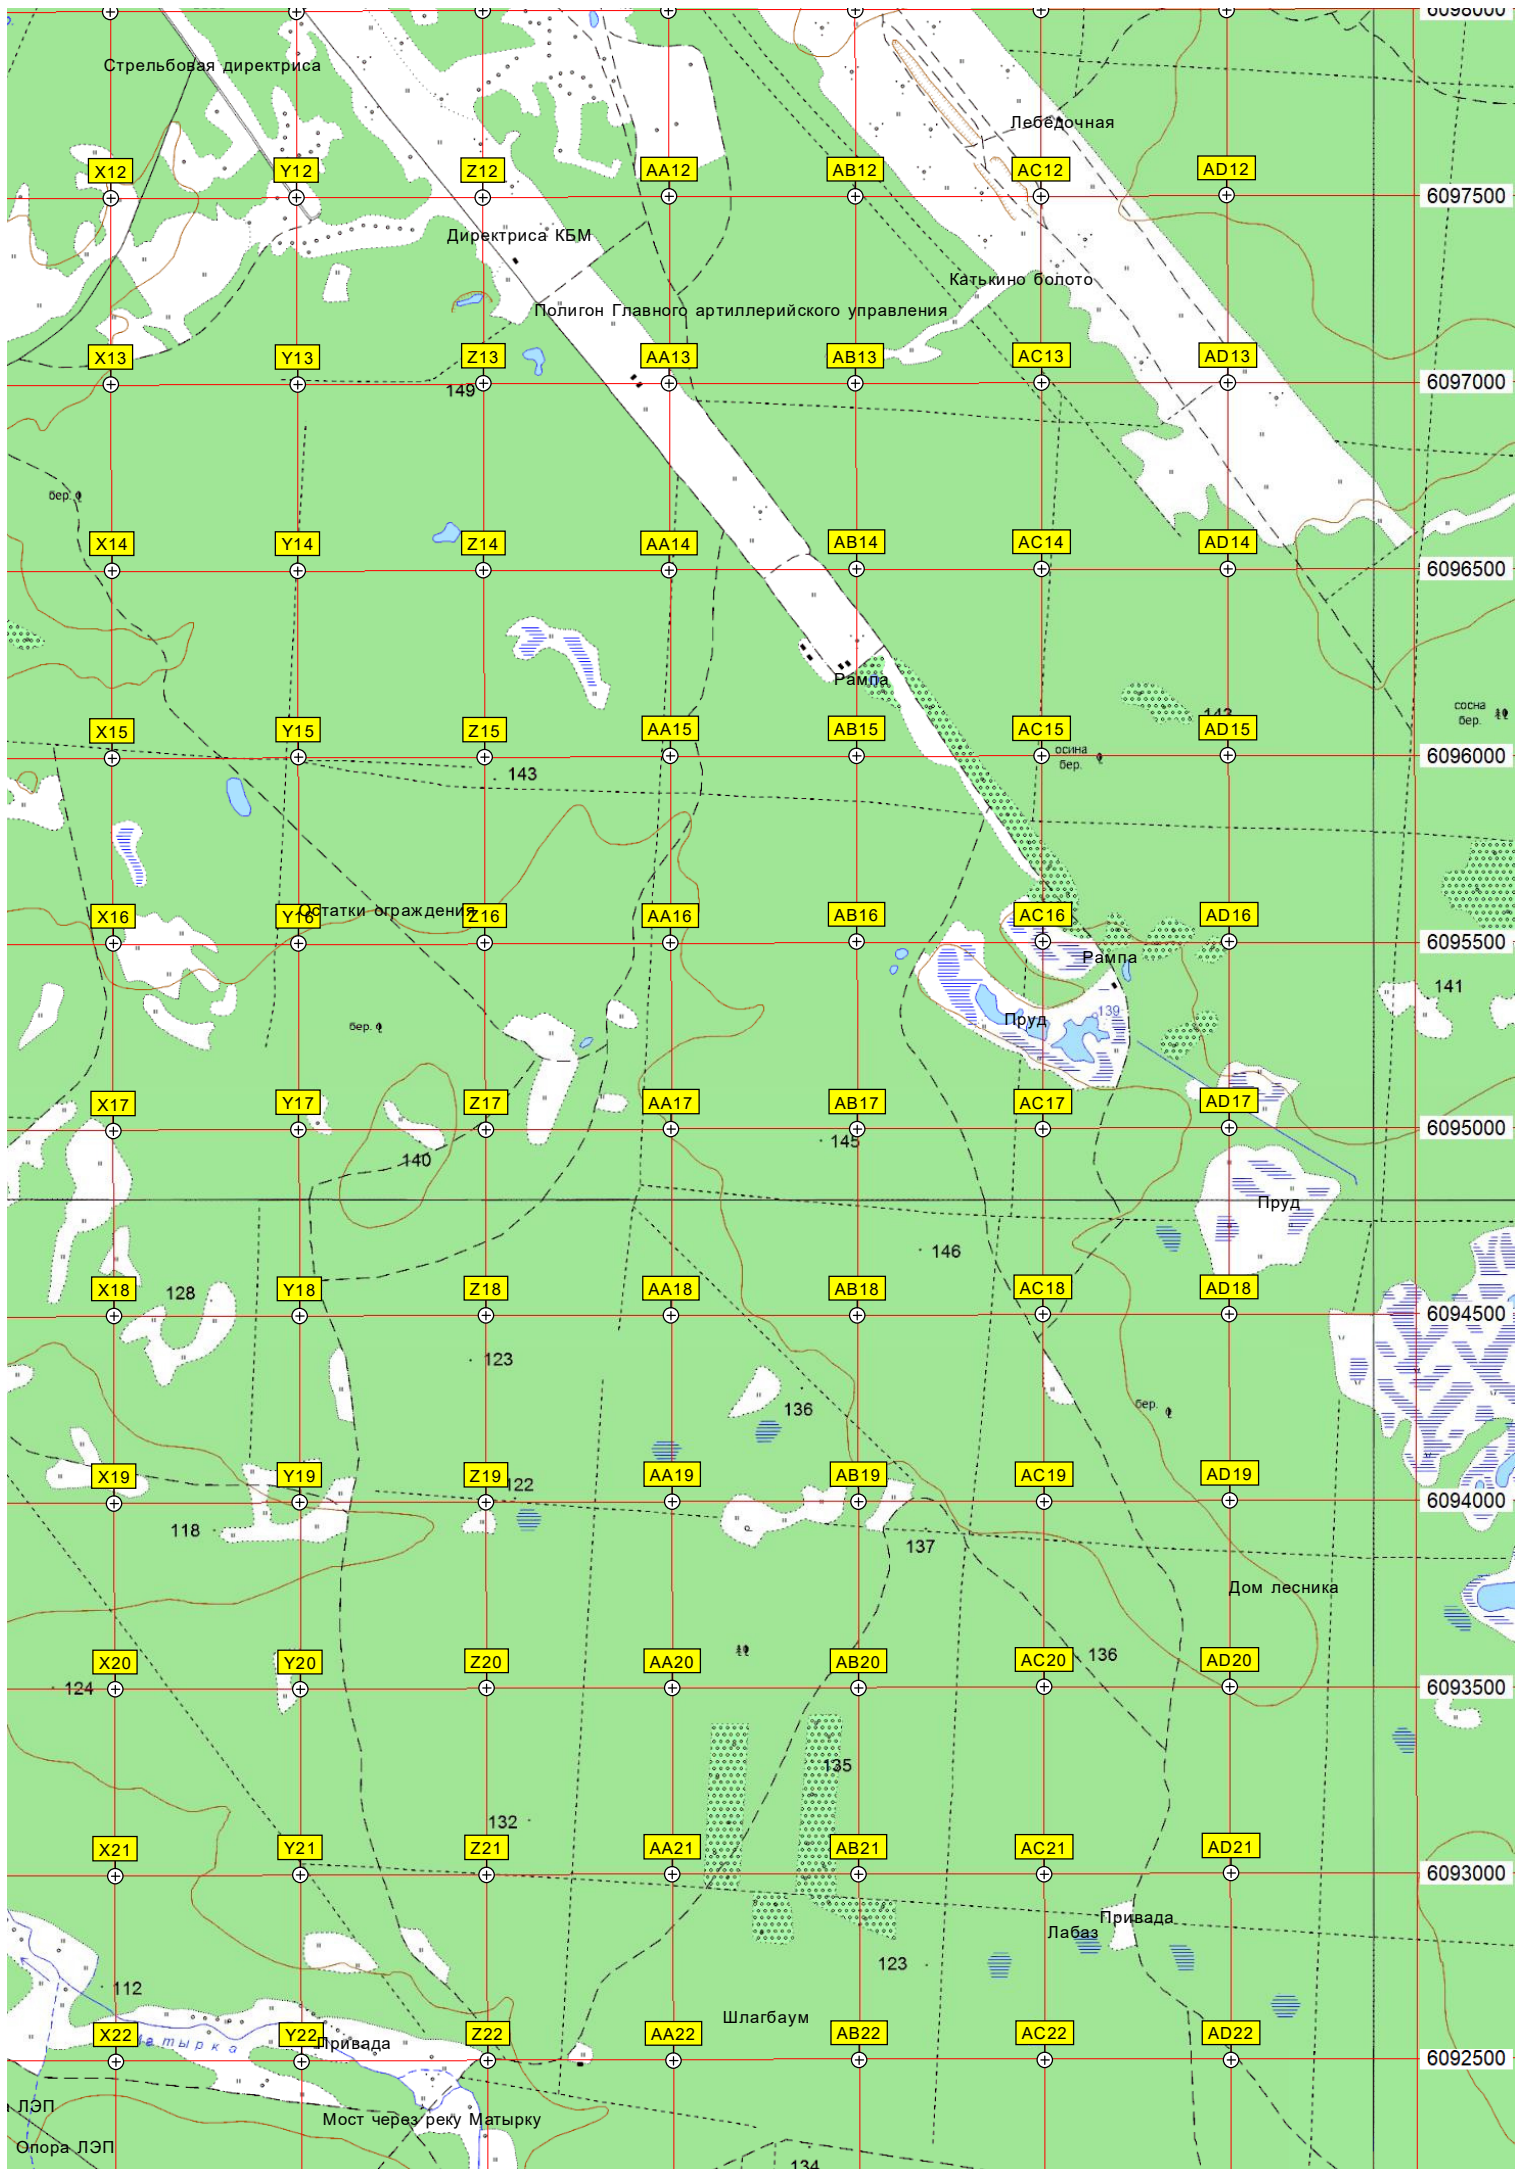 6098000
Стрельбовая директриса
Лебедочная
X12 Y12 Z12 AA12 AB12 AC12 AD12
6097500
Директриса КБМ
Катькино болото
Полигон Главного артиллерийского управления
X13 Y13 Z13 AA13 AB13 AC13 AD13
6097000
149
бер.
X14 Y14 Z14 AA14 AB14 AC14 AD14
6096500
Рампа
сосна
бер.
143
X15 Y15 Z15 AA15 AB15 AC15 AD15
6096000
осина
бер.
143
X16 Y16 Остатки ограждения Z16 AA16 AB16 AC16 AD16
6095500
Рампа
141
139
Пруд
бер.
X17 Y17 Z17 AA17 AB17 AC17 AD17
6095000
145
140
Пруд
146
X18 Y18 Z18 AA18 AB18 AC18 AD18
128
6094500
123
бер.
136
X19 Y19 Z19 AA19 AB19 AC19 AD19
122
6094000
118
137
Дом лесника
X20 Y20 Z20 AA20 AB20 AC20 136 AD20
124
6093500
135
132
X21 Y21 Z21 AA21 AB21 AC21 AD21
6093000
Привада
Лабаз
123
112
Шлагбаум
X22 Y22 Z22 AA22 AB22 AC22 AD22
атырка
Привада
6092500
ЛЭП
Мост через реку Матырку
Опора ЛЭП
134